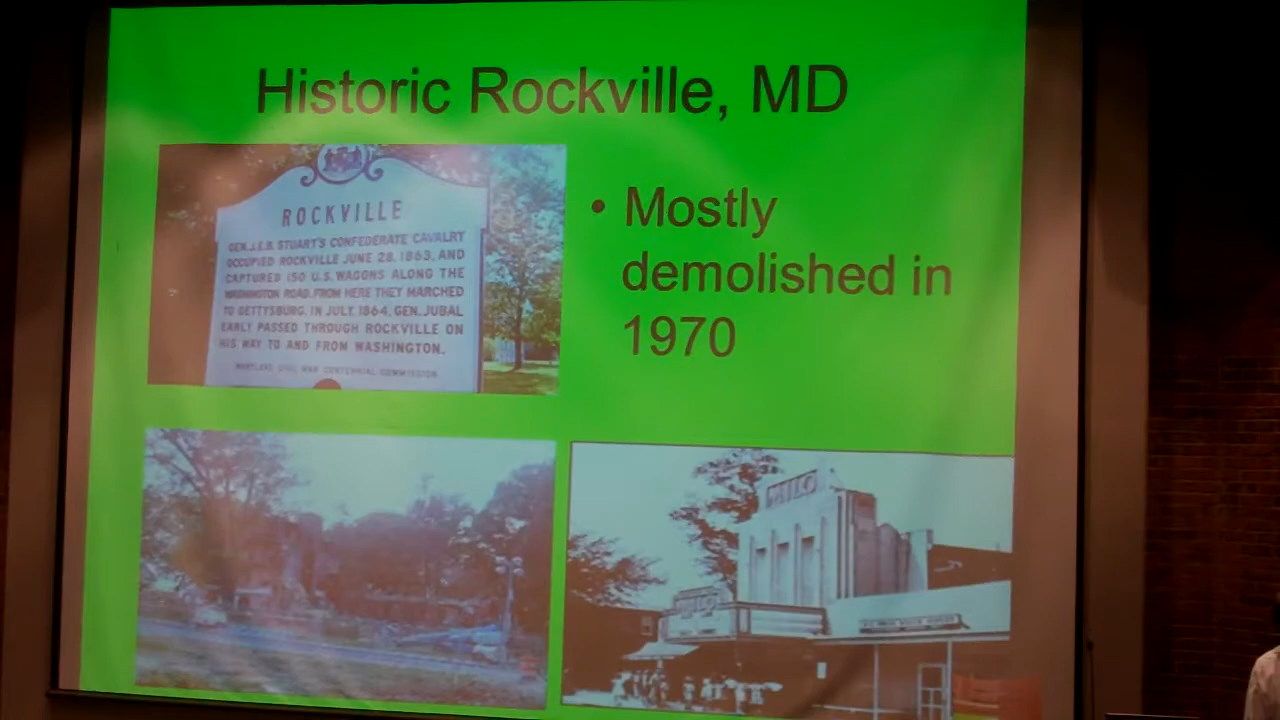 Historic Rockville, MD
ROCKVILLE
GEN. J.E.B. STUART'S CONFEDERATE CAVALRY
OCCUPIED ROCKVILLE JUNE 28, 1863, AND
CAPTURED 150 U.S. WAGONS ALONG THE
WASHINGTON ROAD. FROM HERE THEY MARCHED
TO GETTYSBURG. IN JULY 1864, GEN. JUBAL
EARLY PASSED THROUGH ROCKVILLE ON
HIS WAY TO AND FROM WASHINGTON.
MARYLAND CIVIL WAR CENTENNIAL COMMISSION
• Mostly
demolished in
1970
MILO
MILO